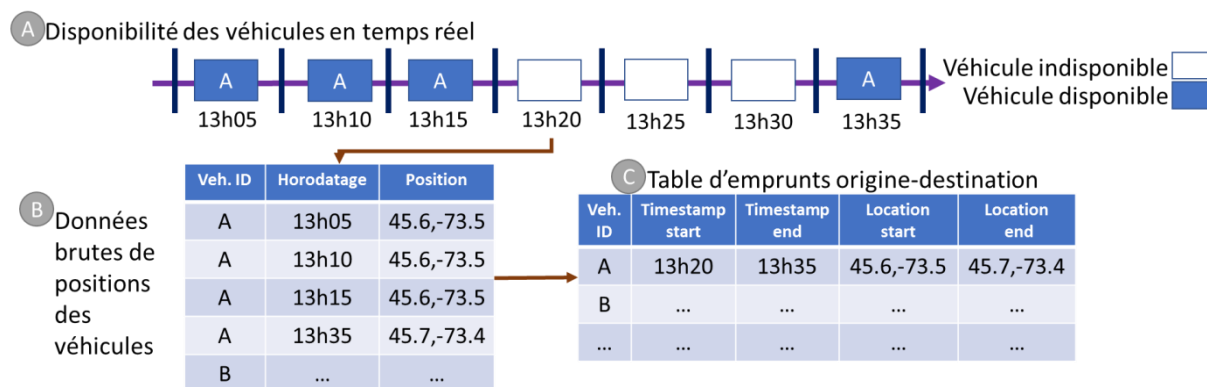 A Disponibilité des véhicules en temps réel
A A A A
13h05 13h10 13h15 13h20 13h25 13h30 13h35
Véhicule indisponible
Véhicule disponible
B Données
brutes de
positions
des
véhicules
Veh. ID Horodatage Position
A 13h05 45.6,-73.5
A 13h10 45.6,-73.5
A 13h15 45.6,-73.5
A 13h35 45.7,-73.4
B ... ...
C Table d'emprunts origine-destination
Veh. Timestamp Timestamp Location Location
ID start end start end
A 13h20 13h35 45.6,-73.5 45.7,-73.4
B ... ... ... ...
... ... ... ... ...